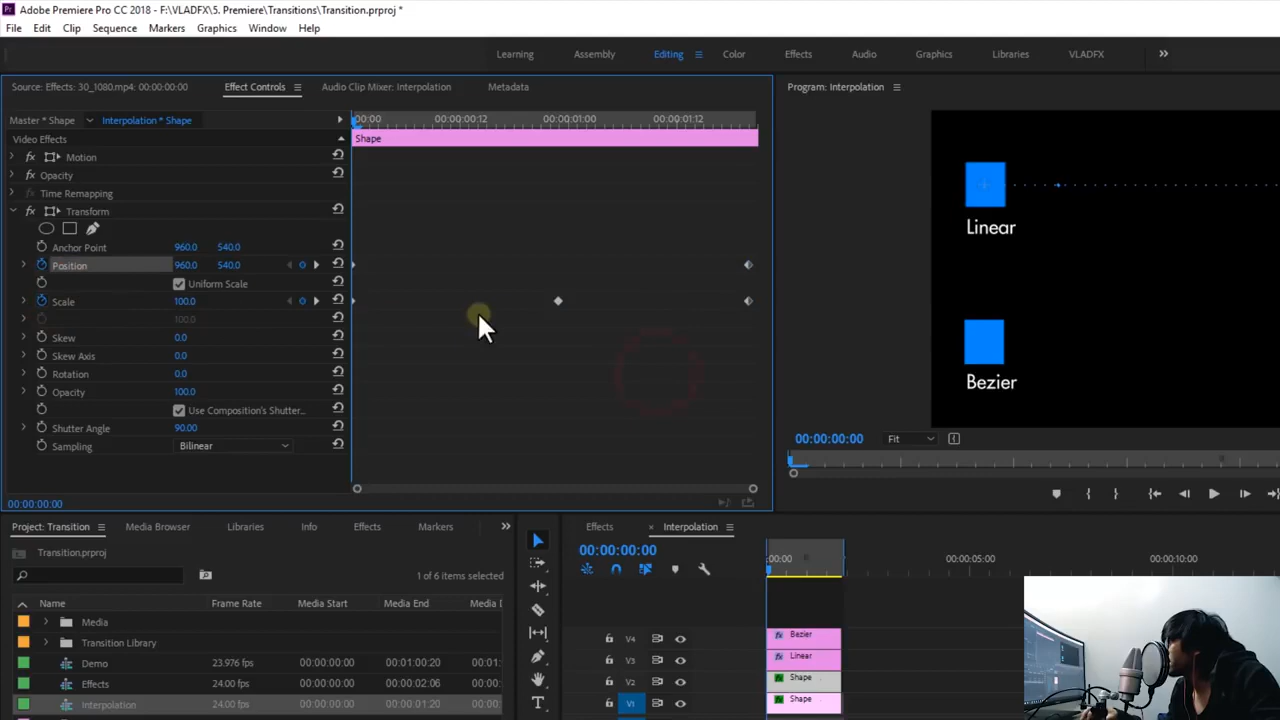 Adobe Premiere Pro CC 2018 - F:\VLADFX\5. Premiere\Transitions\Transition.prproj *
File Edit Clip Sequence Markers Graphics Window Help
Learning Assembly Editing Color Effects Audio Graphics Libraries VLADFX
Source: Effects: 30_1080.mp4: 00:00:00:00 Effect Controls Audio Clip Mixer: Interpolation Metadata
Program: Interpolation
Master * Shape Interpolation * Shape
00:00 00:00:00:12 00:00:01:00 00:00:01:12
Video Effects
Shape
fx Motion
fx Opacity
fx Time Remapping
fx Transform
Anchor Point 960.0 540.0
Position 960.0 540.0
Uniform Scale
Scale 100.0
100.0
Skew 0.0
Skew Axis 0.0
Rotation 0.0
Opacity 100.0
Use Composition's Shutter...
Shutter Angle 90.00
Sampling Bilinear
00:00:00:00
Linear
Bezier
00:00:00:00 Fit
Project: Transition Media Browser Libraries Info Effects Markers
Transition.prproj
1 of 6 items selected
Name Frame Rate Media Start Media End Media D
Media
Transition Library
Demo 23.976 fps 00:00:00:00 00:01:00:20 00:01:
Effects 24.00 fps 00:00:00:00 00:00:02:06 00:00:
Interpolation 24.00 fps 00:00:00:00 00:00:01:20 00:00:
Effects × Interpolation
00:00:00:00
:00:00 00:00:05:00 00:00:10:00
V4 fx Bezier
V3 fx Linear
V2 fx Shape
V1 fx Shape